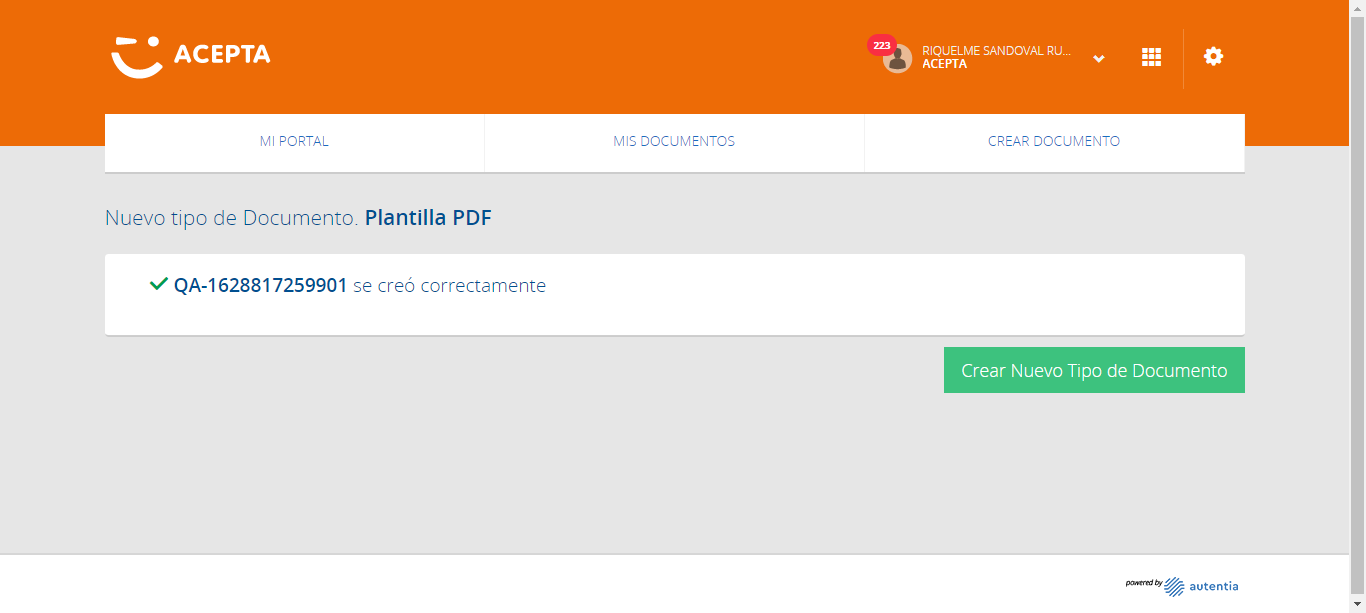 ACEPTA
223
RIQUELME SANDOVAL RU...
ACEPTA
MI PORTAL
MIS DOCUMENTOS
CREAR DOCUMENTO
Nuevo tipo de Documento. Plantilla PDF
QA-1628817259901 se creó correctamente
Crear Nuevo Tipo de Documento
powered by autentia